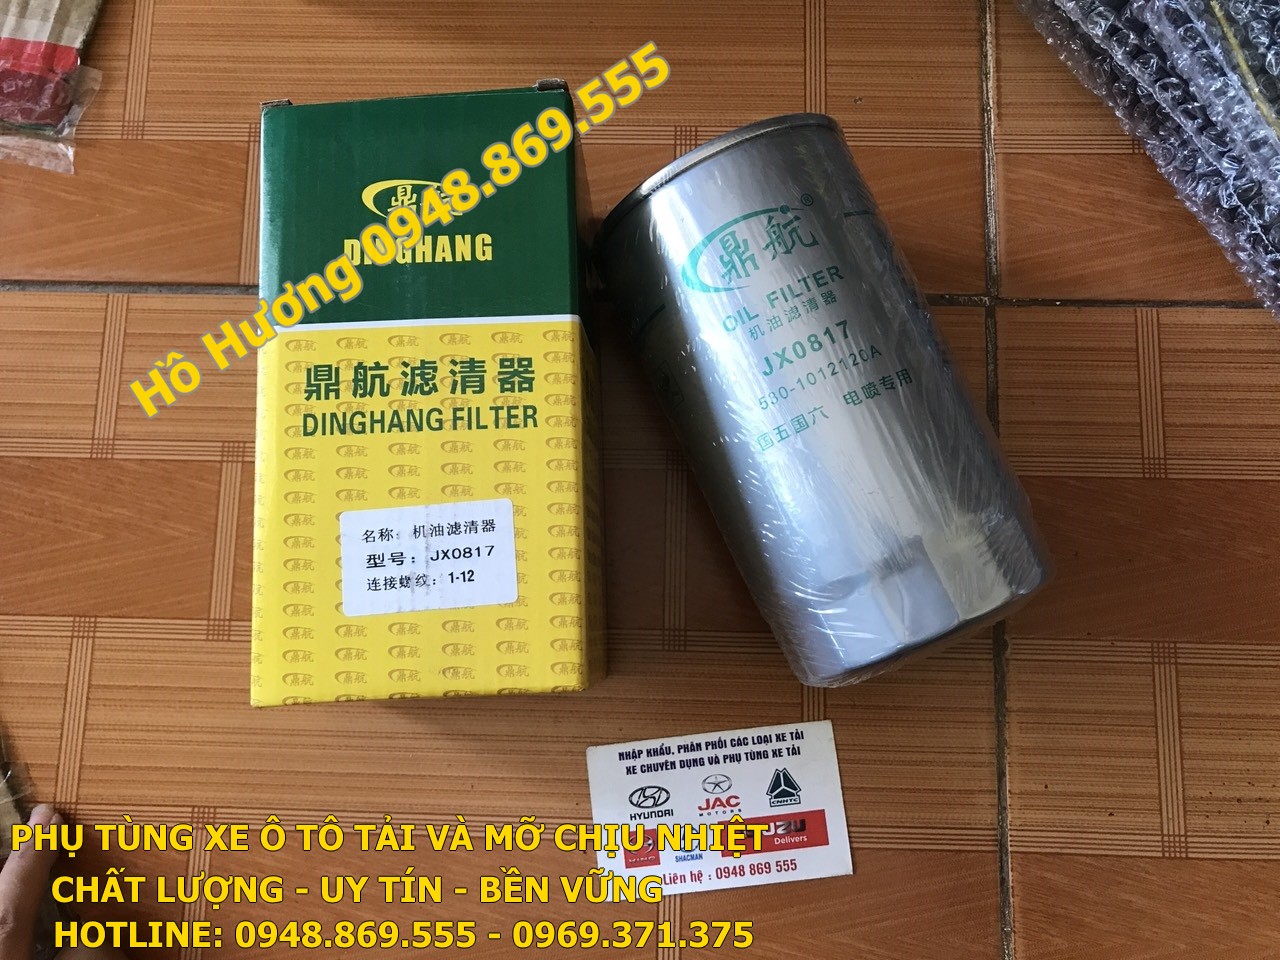 Hồ Hương 0948.869.555
鼎航
DINGHANG
鼎航滤清器
DINGHANG FILTER
名称：机油滤清器
型号：JX0817
连接螺纹：1-12
鼎航®
OIL FILTER
机油滤清器
JX0817
530-1012120A
国五国六 电喷专用
NHẬP KHẨU, PHÂN PHỐI CÁC LOẠI XE TẢI
XE CHUYÊN DỤNG VÀ PHỤ TÙNG XE TẢI
HYUNDAI
JAC
MOTORS
CNHTC
HINO
SHACMAN
Delivers
Liên hệ : 0948 869 555
PHỤ TÙNG XE Ô TÔ TẢI VÀ MỠ CHỊU NHIỆT
CHẤT LƯỢNG - UY TÍN - BỀN VỮNG
HOTLINE: 0948.869.555 - 0969.371.375